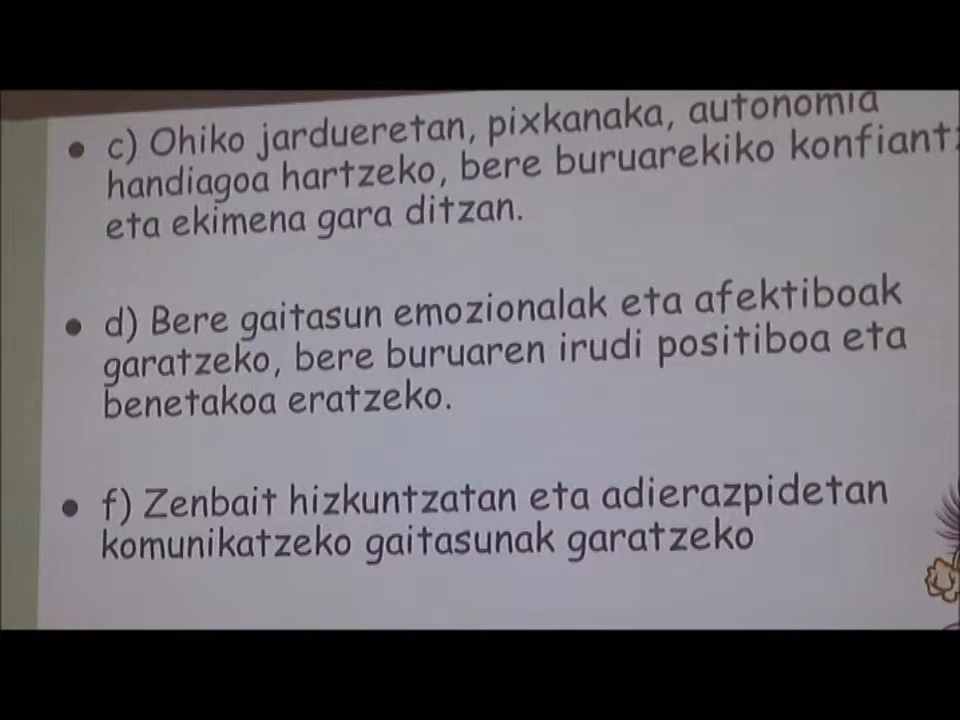 • c) Ohiko jardueretan, pixkanaka, autonomia
handiagoa hartzeko, bere buruarekiko
eta ekimena gara ditzan.
• d) Bere gaitasun emozionalak eta afektiboak
garatzeko, bere buruaren irudi positiboa eta
benetakoa eratzeko.
• f) Zenbait hizkuntzatan eta adierazpidetan
komunikatzeko gaitasunak garatzeko